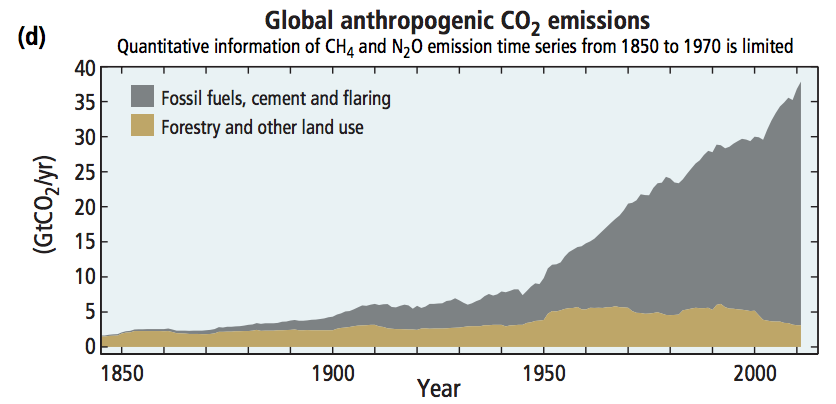 (d)
Global anthropogenic CO₂ emissions
Quantitative information of CH₄ and N₂O emission time series from 1850 to 1970 is limited
40
35
30
25
20
15
10
5
0
(GtCO₂/yr)
Fossil fuels, cement and flaring
Forestry and other land use
1850
1900
1950
2000
Year